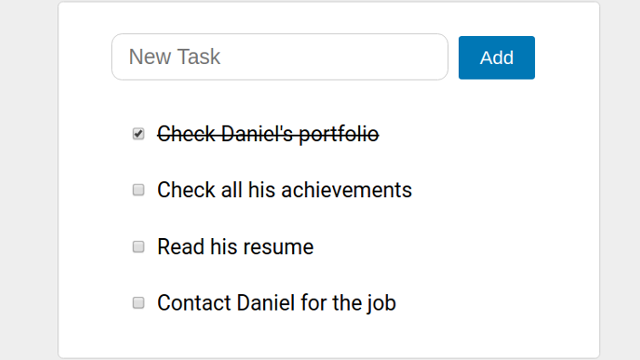 New Task
Add
Check Daniel's portfolio
Check all his achievements
Read his resume
Contact Daniel for the job